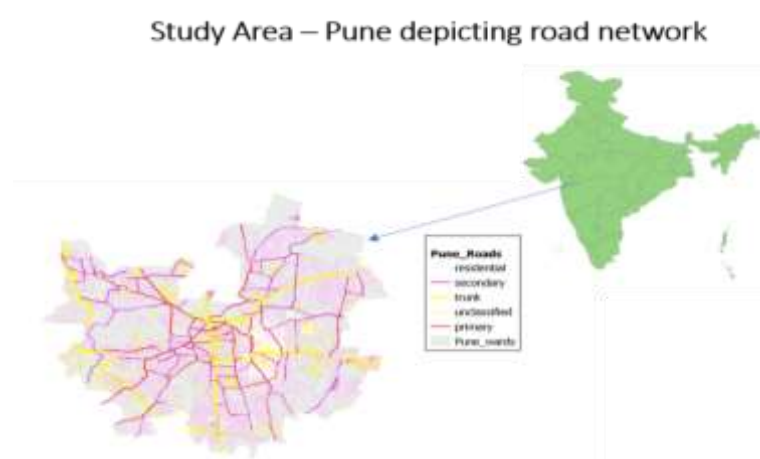 Study Area – Pune depicting road network
Pune_Roads
residential
secondary
trunk
unclassified
primary
Pune_wards